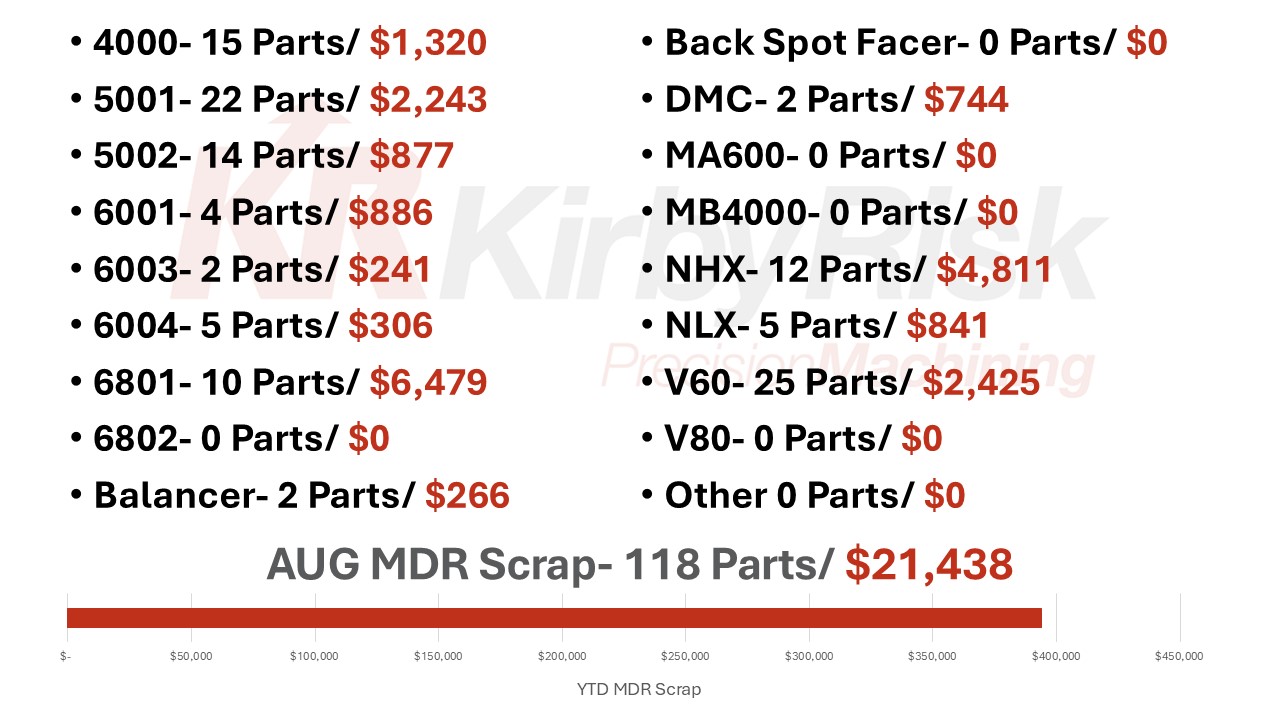 • 4000- 15 Parts/ $1,320
• 5001- 22 Parts/ $2,243
• 5002- 14 Parts/ $877
• 6001- 4 Parts/ $886
• 6003- 2 Parts/ $241
• 6004- 5 Parts/ $306
• 6801- 10 Parts/ $6,479
• 6802- 0 Parts/ $0
• Balancer- 2 Parts/ $266
• Back Spot Facer- 0 Parts/ $0
• DMC- 2 Parts/ $744
• MA600- 0 Parts/ $0
• MB4000- 0 Parts/ $0
• NHX- 12 Parts/ $4,811
• NLX- 5 Parts/ $841
• V60- 25 Parts/ $2,425
• V80- 0 Parts/ $0
• Other 0 Parts/ $0
KR KirbyRisk
PrecisionMachining
AUG MDR Scrap- 118 Parts/ $21,438
$- $50,000 $100,000 $150,000 $200,000 $250,000 $300,000 $350,000 $400,000 $450,000
YTD MDR Scrap